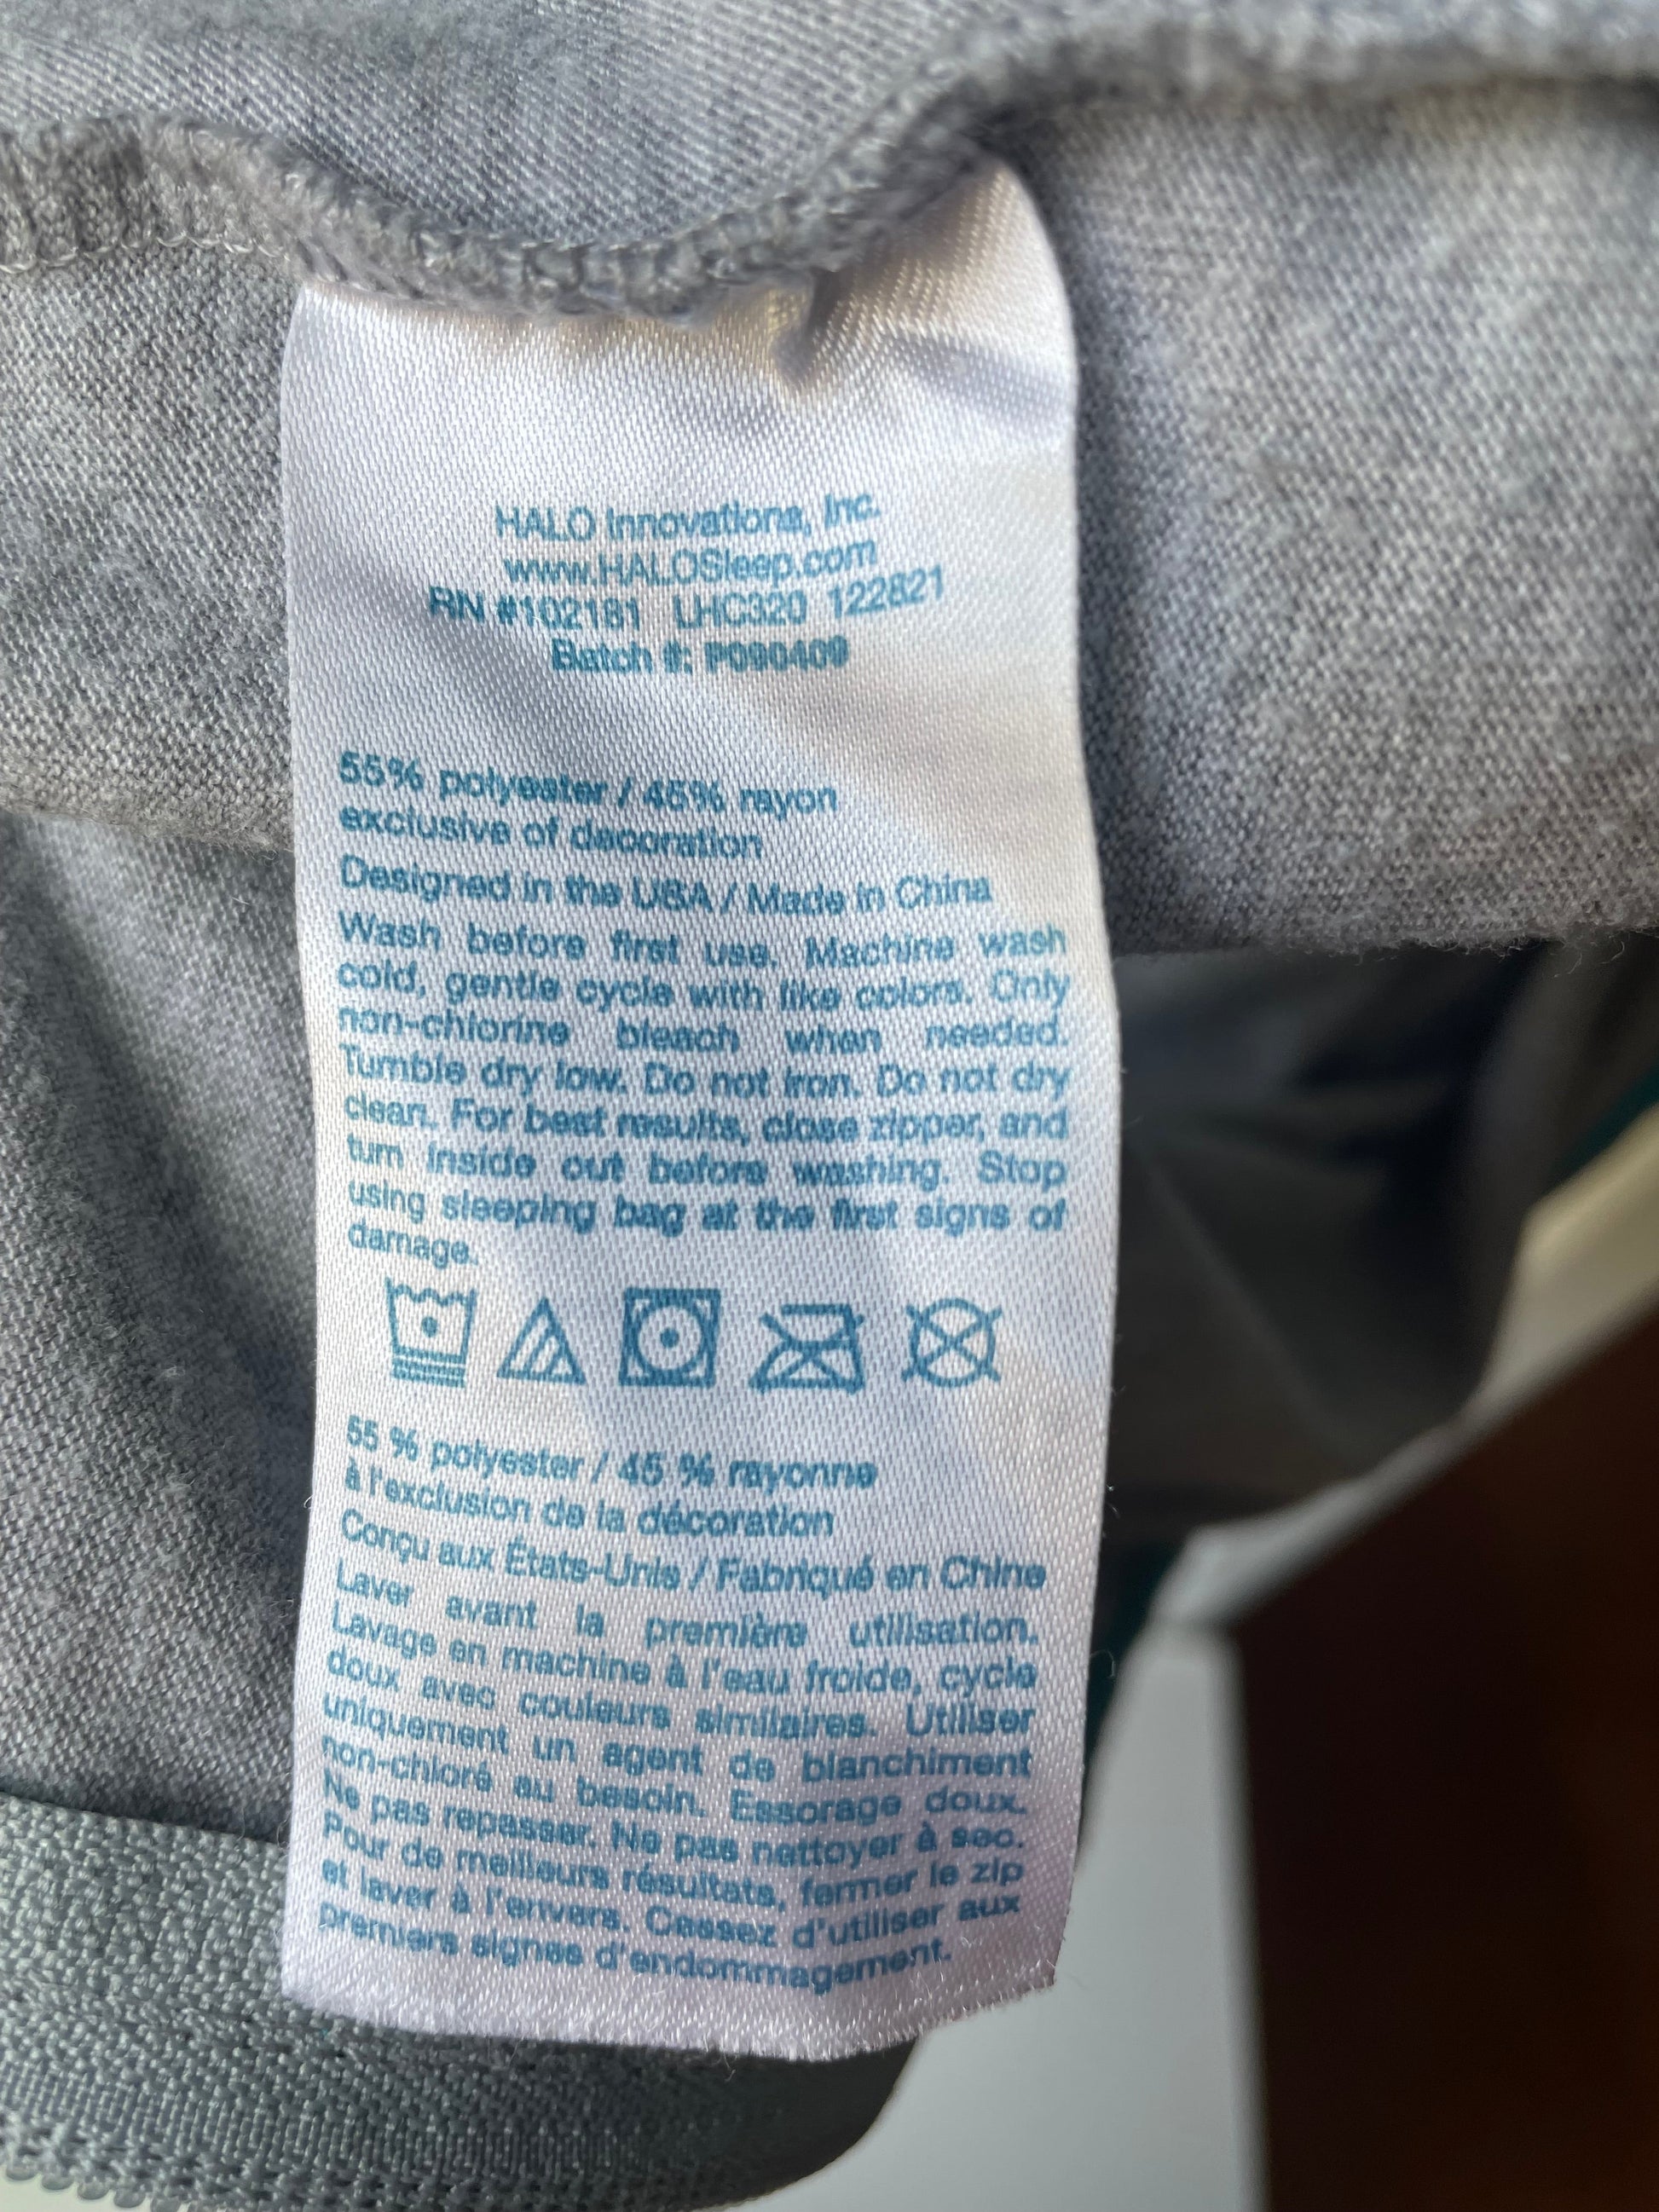 HALO Innovations, Inc.
www.HALOSleep.com
RN #102181 LHC320 122821
Batch #: P090409
55% polyester / 45% rayon
exclusive of decoration
Designed in the USA / Made in China
Wash before first use. Machine wash
cold, gentle cycle with like colors. Only
non-chlorine bleach when needed.
Tumble dry low. Do not iron. Do not dry
clean. For best results, close zipper, and
turn inside out before washing. Stop
using sleeping bag at the first signs of
damage.
55 % polyester / 45 % rayonne
à l'exclusion de la décoration
Conçu aux États-Unis / Fabriqué en Chine
Laver avant la première utilisation.
Lavage en machine à l'eau froide, cycle
doux avec couleurs similaires. Utiliser
uniquement un agent de blanchiment
non-chloré au besoin. Essorage doux.
Ne pas repasser. Ne pas nettoyer à sec.
Pour de meilleurs résultats, fermer le zip
et laver à l'envers. Cessez d'utiliser aux
premiers signes d'endommagement.